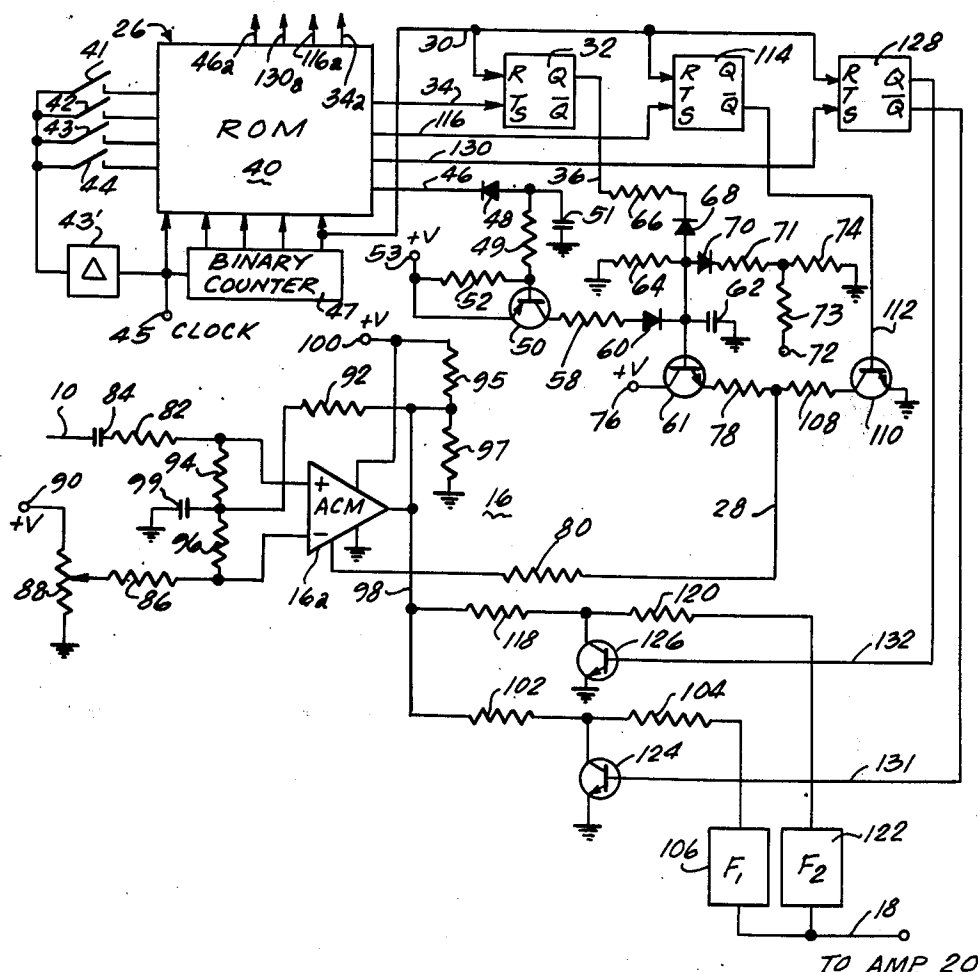 26
46a
130a
116a
34a
30
32
114
128
41
42
43
44
ROM
40
34
116
130
46
R
T
S
Q
Q̅
R
T
S
Q
Q̅
R
T
S
Q
Q̅
36
66
68
48
51
49
+V
53
52
50
58
60
64
70
71
74
62
73
72
112
43'
Δ
BINARY COUNTER
47
45
CLOCK
+V
100
92
95
97
+V
76
61
78
108
110
10
84
82
94
99
96
90
+V
88
86
+
ACM
−
16a
16
80
28
98
118
120
126
132
102
104
124
131
106
F1
F2
122
18
TO AMP 20